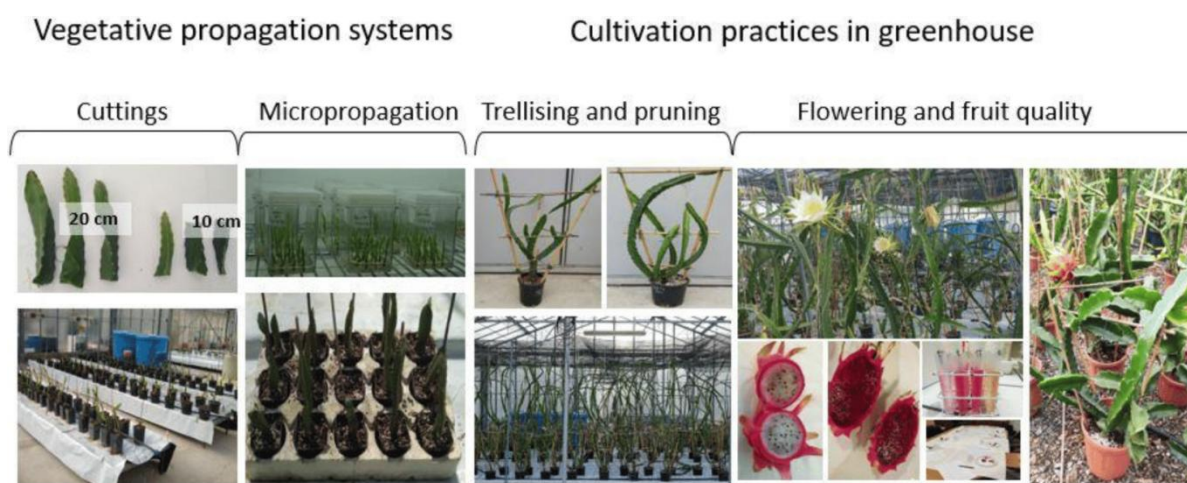 Vegetative propagation systems
Cultivation practices in greenhouse
Cuttings
Micropropagation
Trellising and pruning
Flowering and fruit quality
20 cm
10 cm